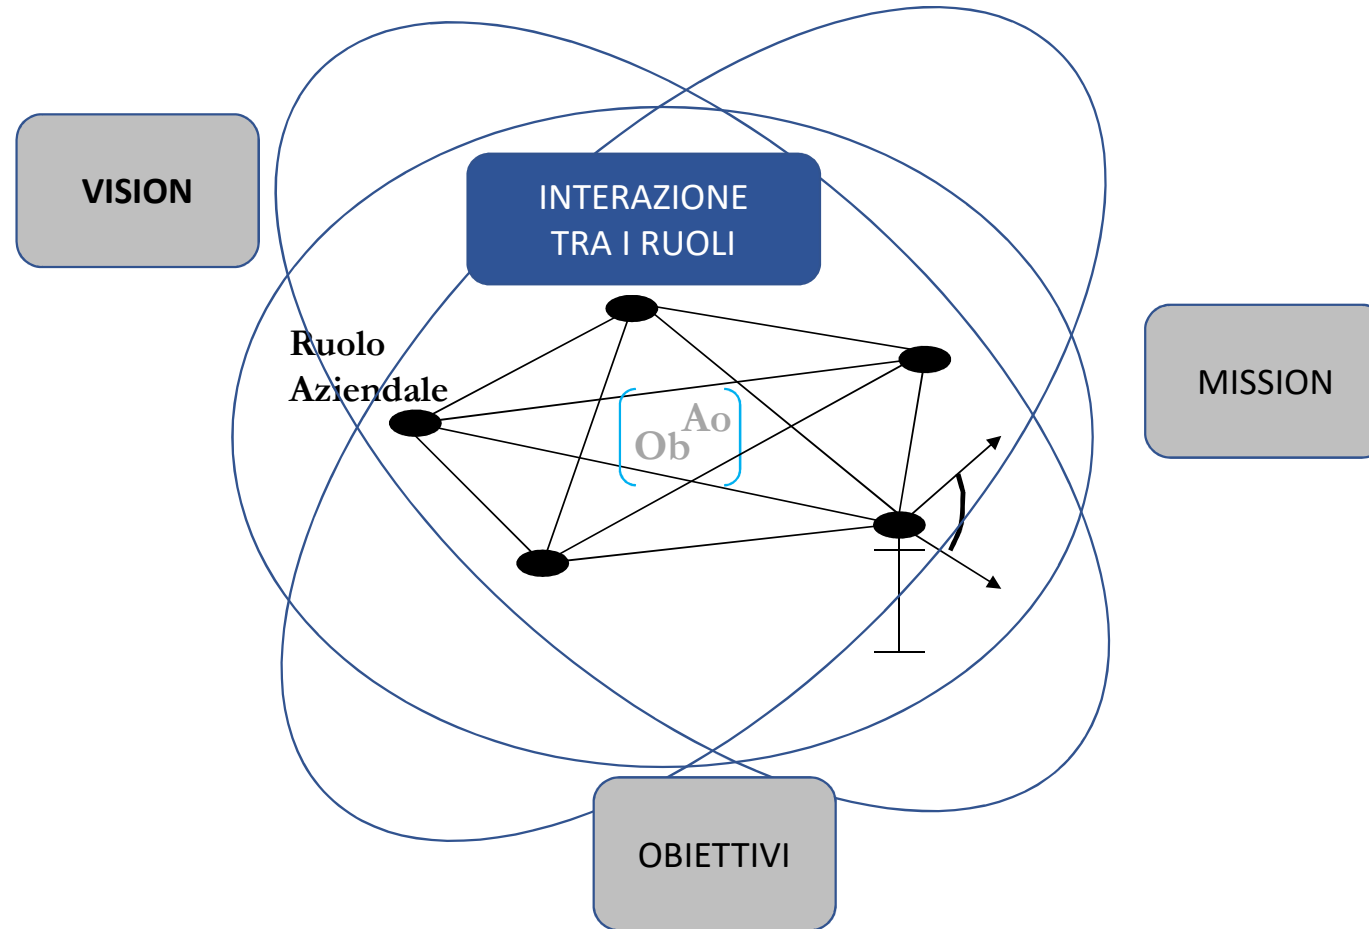 VISION
INTERAZIONE
TRA I RUOLI
Ruolo
Aziendale
MISSION
Ao
Ob
OBIETTIVI